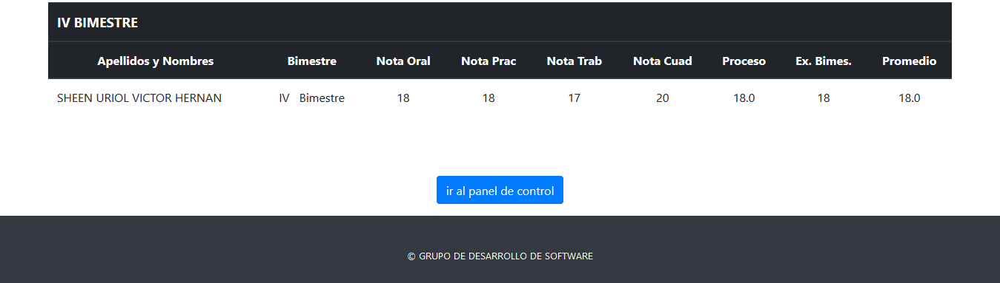 IV BIMESTRE
Apellidos y Nombres Bimestre Nota Oral Nota Prac Nota Trab Nota Cuad Proceso Ex. Bimes. Promedio
SHEEN URIOL VICTOR HERNAN IV Bimestre 18 18 17 20 18.0 18 18.0
ir al panel de control
© GRUPO DE DESARROLLO DE SOFTWARE